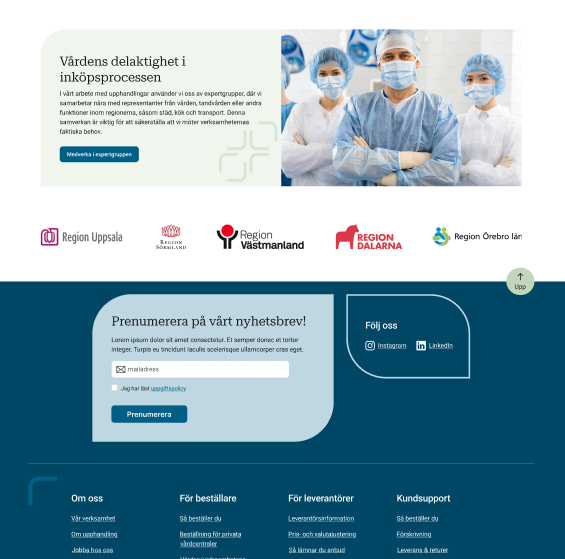 Vårdens delaktighet i
inköpsprocessen
I vårt arbete med upphandlingar använder vi oss av expertgrupper, där vi
samarbetar nära med representanter från vården, tandvården eller andra
funktioner inom regionerna, såsom städ, kök och transport. Denna
samverkan är viktig för att säkerställa att vi möter verksamheternas
faktiska behov.
Medverka i expertgruppen
Region Uppsala
REGION
SÖRMLAND
Region
Västmanland
REGION
DALARNA
Region Örebro län
Upp
Prenumerera på vårt nyhetsbrev!
Lorem ipsum dolor sit amet consectetur. Et semper donec et tortor
integer. Turpis eu tincidunt iaculis scelerisque ullamcorper cras eget.
mailadress
Jag har läst uppgiftspolicy
Prenumerera
Följ oss
Instagram
LinkedIn
Om oss
Vår verksamhet
Om upphandling
Jobba hos oss
För beställare
Så beställer du
Beställning för privata
vårdcentraler
För leverantörer
Leverantörsinformation
Pris- och valutajustering
Så lämnar du anbud
Kundsupport
Så beställer du
Förskrivning
Leverans & returer